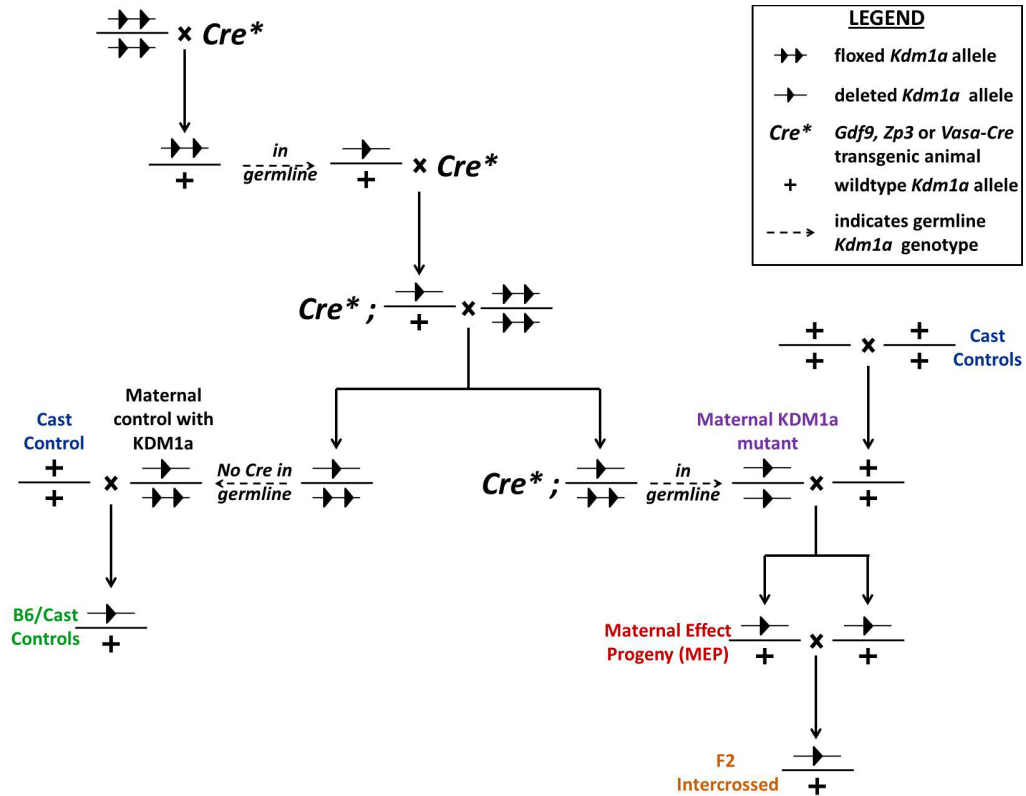 Cre*
LEGEND
floxed Kdm1a allele
deleted Kdm1a allele
Cre*
Gdf9, Zp3 or Vasa-Cre
transgenic animal
+
wildtype Kdm1a allele
indicates germline
Kdm1a genotype
×
+
in
germline
+
×
Cre*
Cre* ;
+
×
+
+
×
+
+
Cast
Controls
Cast
Control
+
+
×
Maternal
control with
KDM1a
No Cre in
germline
Cre* ;
in
germline
Maternal KDM1a
mutant
×
+
+
B6/Cast
Controls
+
Maternal Effect
Progeny (MEP)
+
×
+
F2
Intercrossed
+